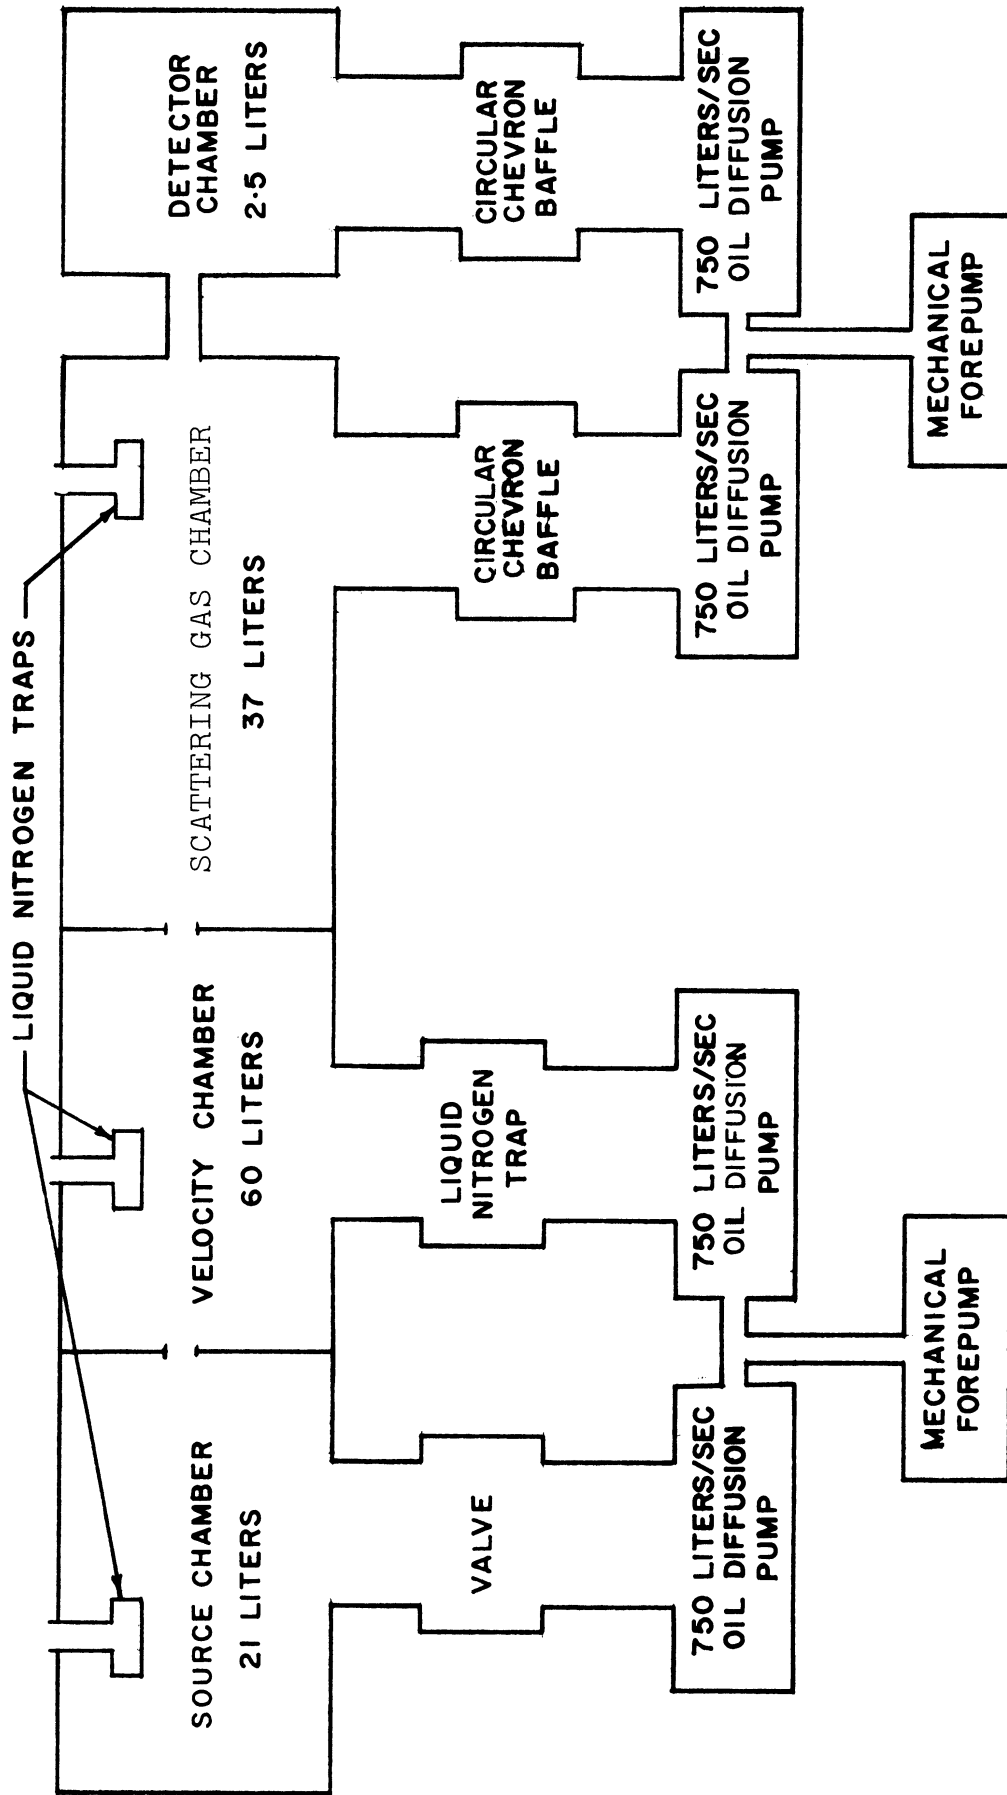 LIQUID NITROGEN TRAPS
SOURCE CHAMBER
21 LITERS
VELOCITY CHAMBER
60 LITERS
SCATTERING GAS CHAMBER
37 LITERS
DETECTOR
CHAMBER
2.5 LITERS
VALVE
LIQUID
NITROGEN
TRAP
CIRCULAR
CHEVRON
BAFFLE
CIRCULAR
CHEVRON
BAFFLE
750 LITERS/SEC
OIL DIFFUSION
PUMP
750 LITERS/SEC
OIL DIFFUSION
PUMP
750 LITERS/SEC
OIL DIFFUSION
PUMP
750 LITERS/SEC
OIL DIFFUSION
PUMP
MECHANICAL
FOREPUMP
MECHANICAL
FOREPUMP